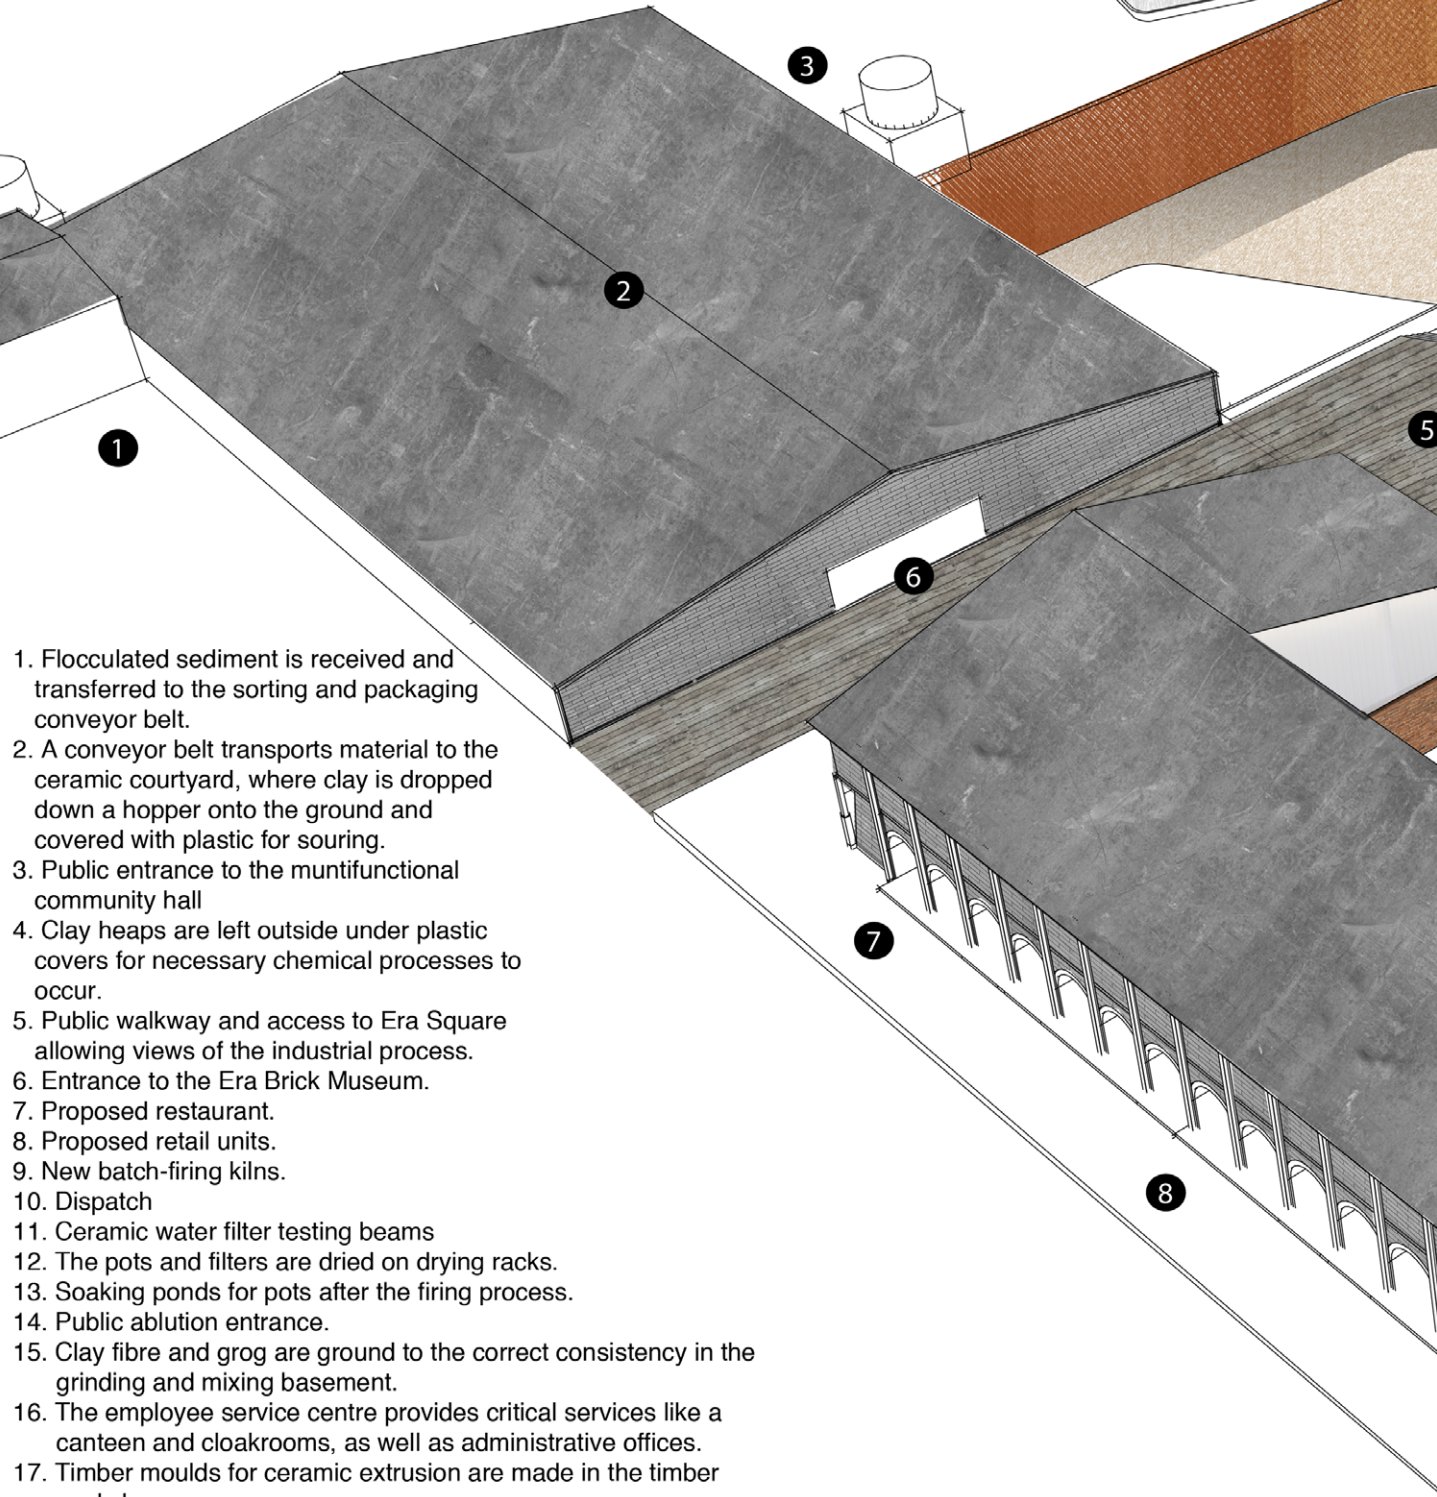 3
2
5
1
6
7
8
1. Flocculated sediment is received and
transferred to the sorting and packaging
conveyor belt.
2. A conveyor belt transports material to the
ceramic courtyard, where clay is dropped
down a hopper onto the ground and
covered with plastic for souring.
3. Public entrance to the muntifunctional
community hall
4. Clay heaps are left outside under plastic
covers for necessary chemical processes to
occur.
5. Public walkway and access to Era Square
allowing views of the industrial process.
6. Entrance to the Era Brick Museum.
7. Proposed restaurant.
8. Proposed retail units.
9. New batch-firing kilns.
10. Dispatch
11. Ceramic water filter testing beams
12. The pots and filters are dried on drying racks.
13. Soaking ponds for pots after the firing process.
14. Public ablution entrance.
15. Clay fibre and grog are ground to the correct consistency in the
grinding and mixing basement.
16. The employee service centre provides critical services like a
canteen and cloakrooms, as well as administrative offices.
17. Timber moulds for ceramic extrusion are made in the timber